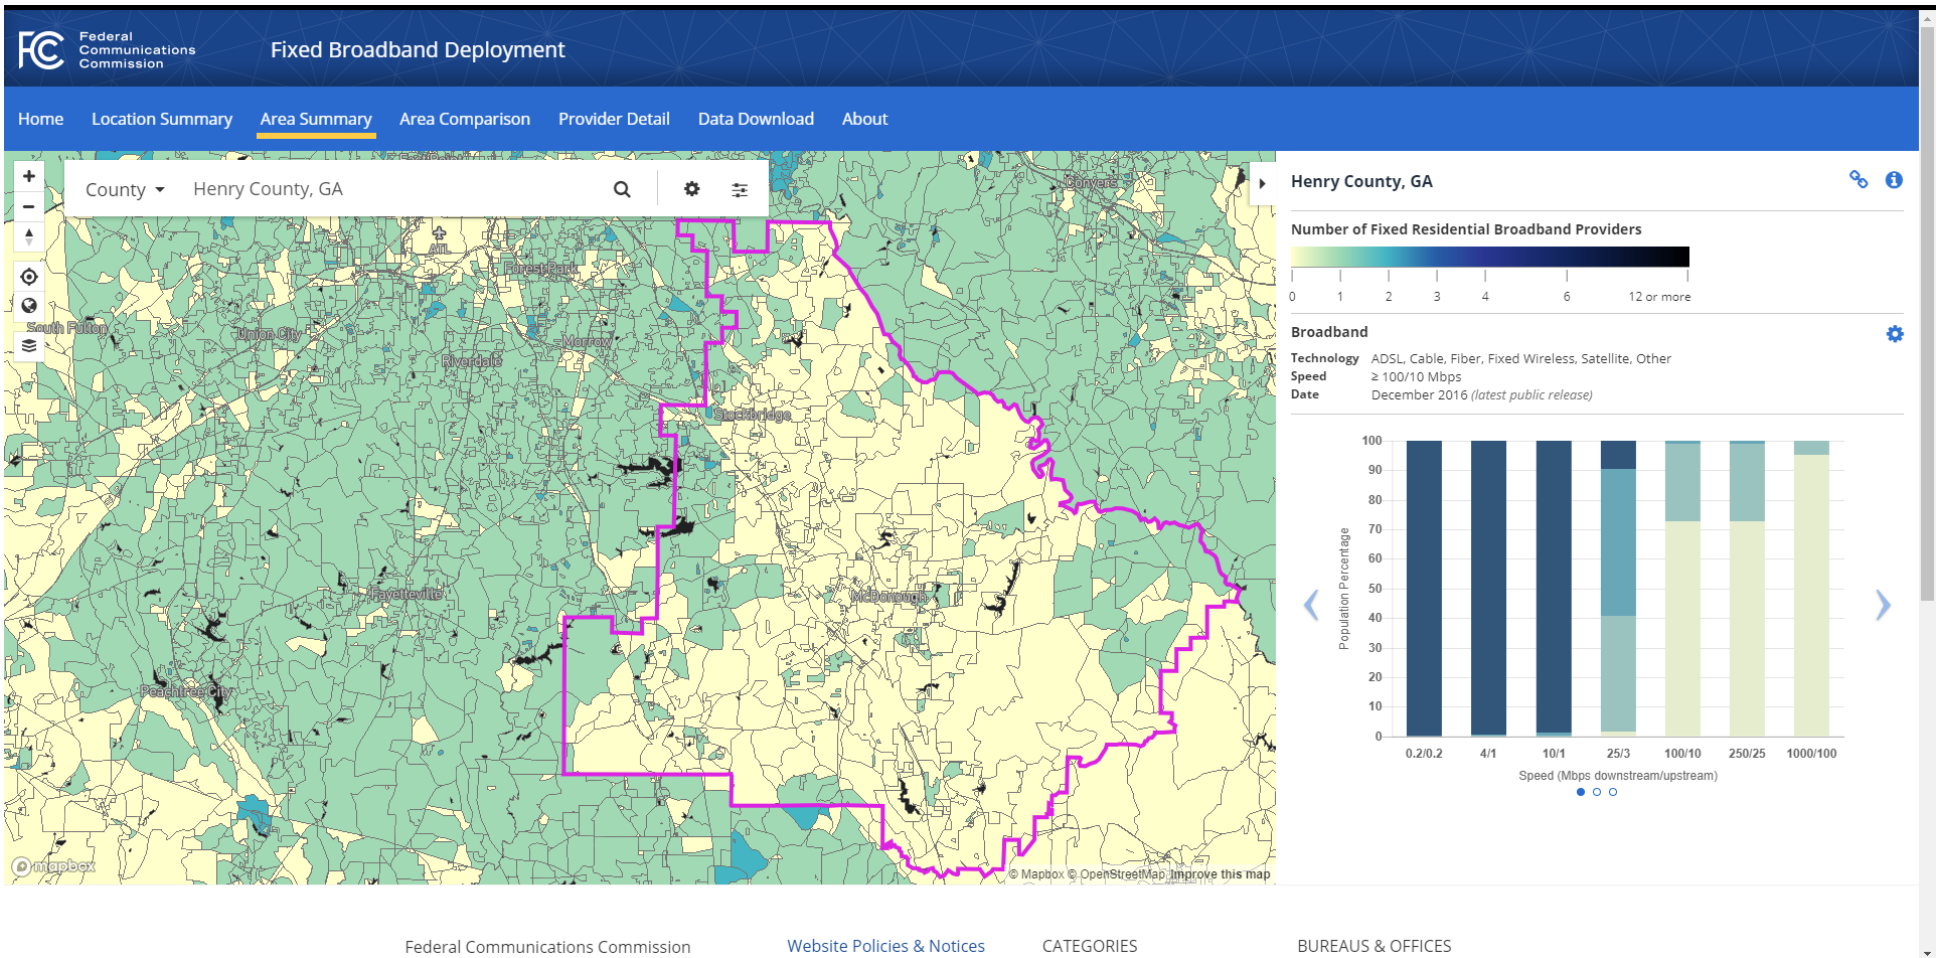 Federal
Communications
Commission
Fixed Broadband Deployment
Home Location Summary Area Summary Area Comparison Provider Detail Data Download About
County Henry County, GA
Conyers
ATL
Forest Park
South Fulton
Union City
Morrow
Riverdale
Stockbridge
Fayetteville
McDonough
Peachtree City
mapbox
© Mapbox © OpenStreetMap Improve this map
Henry County, GA
Number of Fixed Residential Broadband Providers
0 1 2 3 4 6 12 or more
Broadband
Technology ADSL, Cable, Fiber, Fixed Wireless, Satellite, Other
Speed ≥ 100/10 Mbps
Date December 2016 (latest public release)
Population Percentage
100
90
80
70
60
50
40
30
20
10
0
0.2/0.2 4/1 10/1 25/3 100/10 250/25 1000/100
Speed (Mbps downstream/upstream)
Federal Communications Commission Website Policies & Notices CATEGORIES BUREAUS & OFFICES